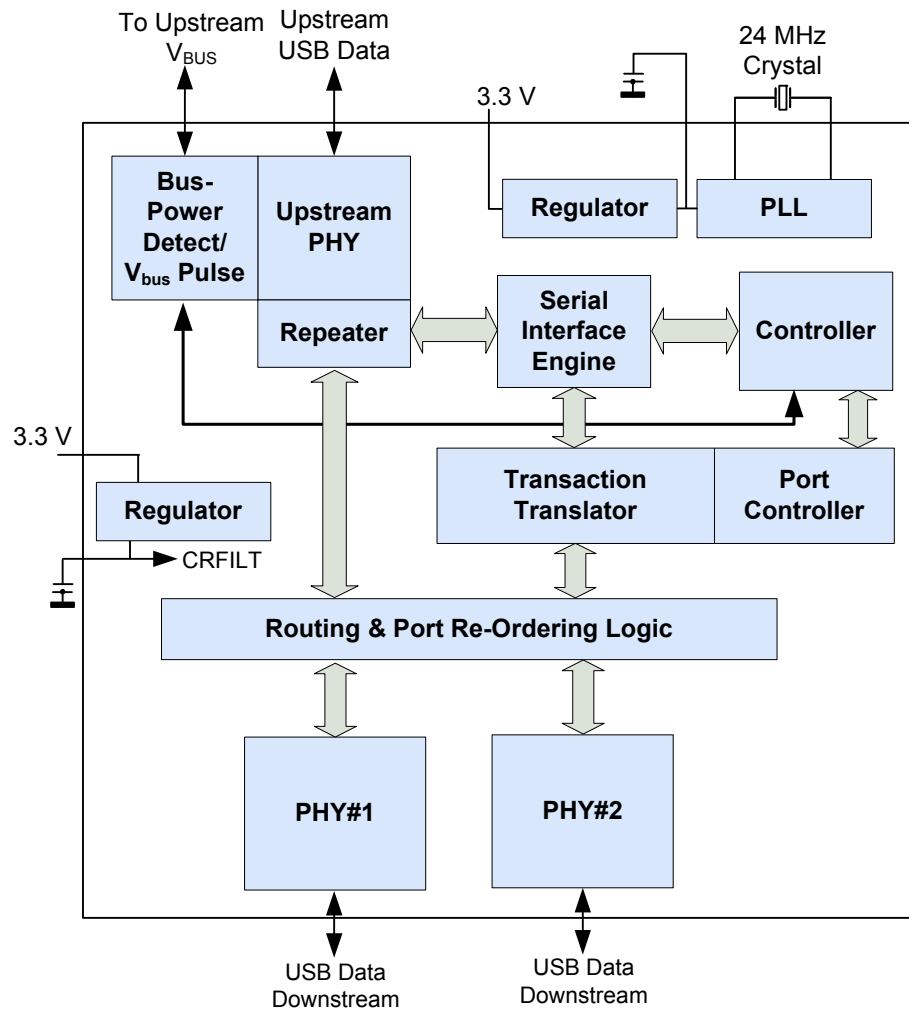 To Upstream
VBUS
Upstream
USB Data
24 MHz
Crystal
3.3 V
Bus-
Power
Detect/
Vbus Pulse
Upstream
PHY
Regulator
PLL
Repeater
Serial
Interface
Engine
Controller
3.3 V
Regulator
CRFILT
Transaction
Translator
Port
Controller
Routing & Port Re-Ordering Logic
PHY#1
PHY#2
USB Data
Downstream
USB Data
Downstream